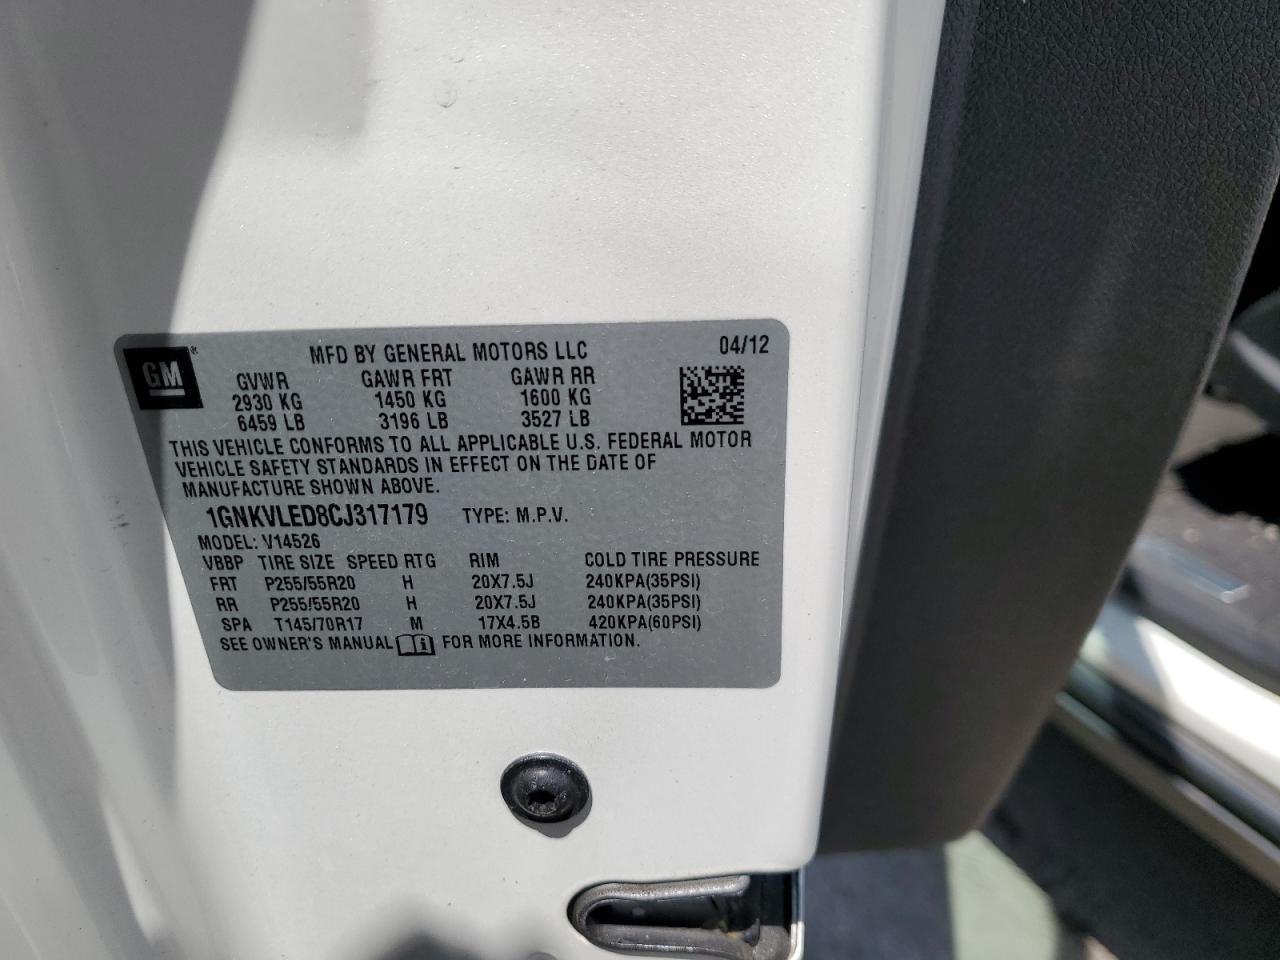 GM®
MFD BY GENERAL MOTORS LLC 04/12
GVWR GAWR FRT GAWR RR
2930 KG 1450 KG 1600 KG
6459 LB 3196 LB 3527 LB
THIS VEHICLE CONFORMS TO ALL APPLICABLE U.S. FEDERAL MOTOR
VEHICLE SAFETY STANDARDS IN EFFECT ON THE DATE OF
MANUFACTURE SHOWN ABOVE.
1GNKVLED8CJ317179 TYPE: M.P.V.
MODEL: V14526
VBBP TIRE SIZE SPEED RTG RIM COLD TIRE PRESSURE
FRT P255/55R20 H 20X7.5J 240KPA(35PSI)
RR P255/55R20 H 20X7.5J 240KPA(35PSI)
SPA T145/70R17 M 17X4.5B 420KPA(60PSI)
SEE OWNER'S MANUAL FOR MORE INFORMATION.